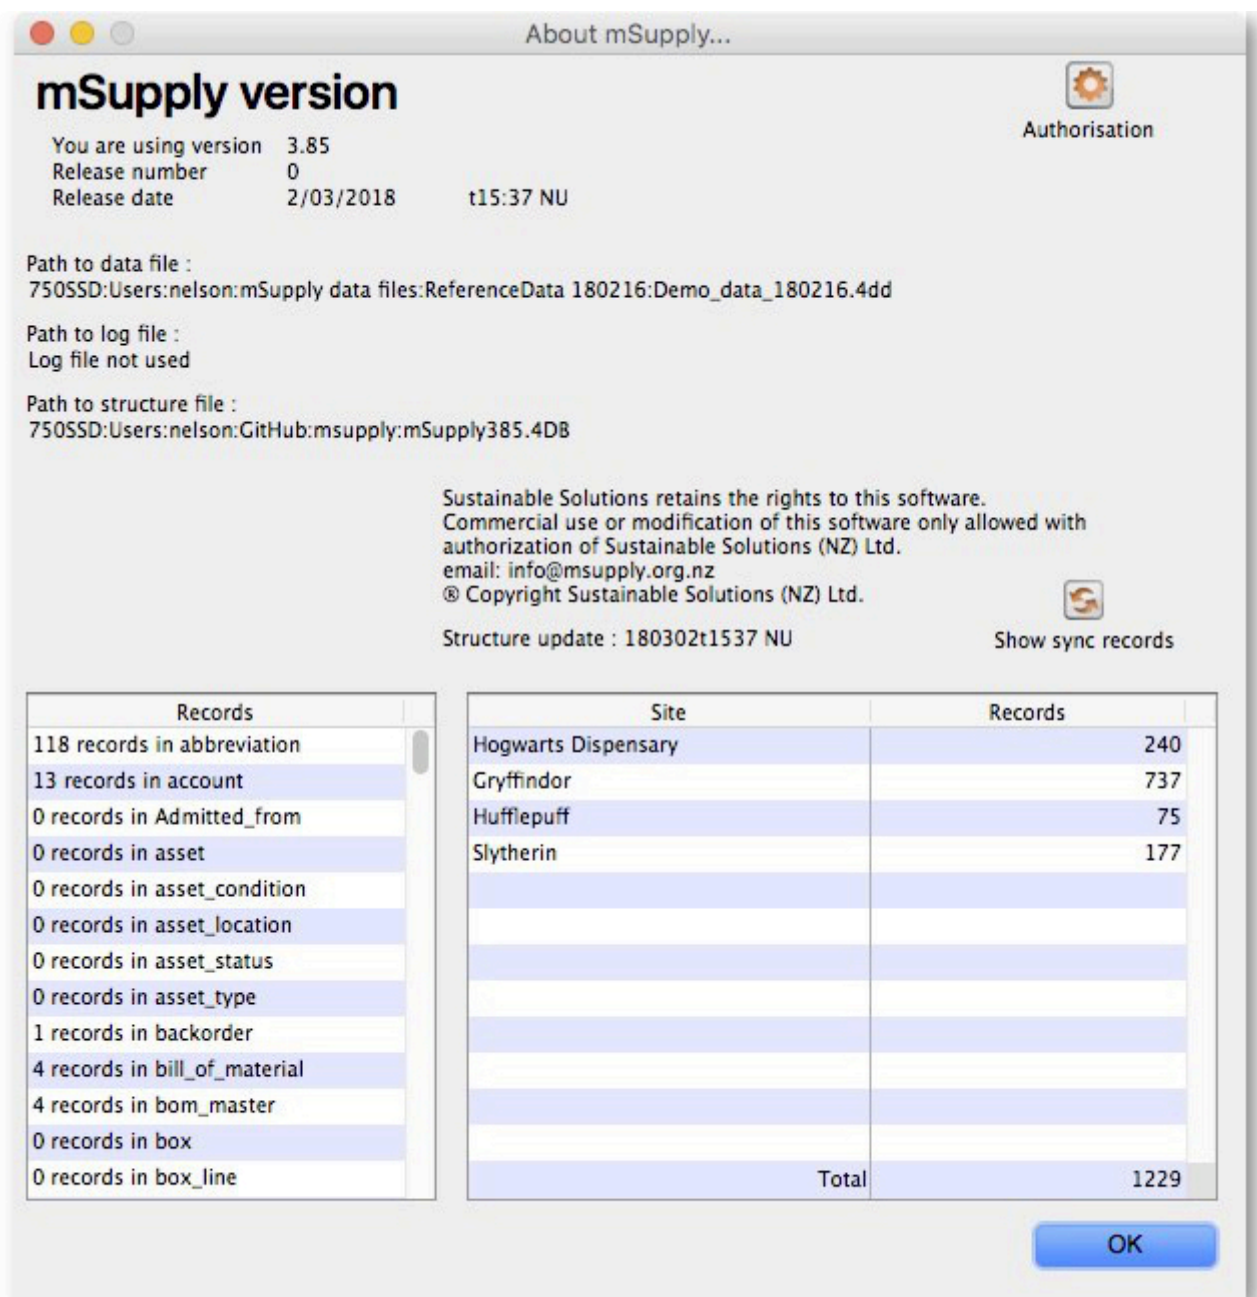 About mSupply...
mSupply version
Authorisation
You are using version 3.85
Release number 0
Release date 2/03/2018 t15:37 NU
Path to data file :
750SSD:Users:nelson:mSupply data files:ReferenceData 180216:Demo_data_180216.4dd
Path to log file :
Log file not used
Path to structure file :
750SSD:Users:nelson:GitHub:msupply:mSupply385.4DB
Sustainable Solutions retains the rights to this software.
Commercial use or modification of this software only allowed with
authorization of Sustainable Solutions (NZ) Ltd.
email: info@msupply.org.nz
® Copyright Sustainable Solutions (NZ) Ltd.
Structure update : 180302t1537 NU
Show sync records
Records
118 records in abbreviation
13 records in account
0 records in Admitted_from
0 records in asset
0 records in asset_condition
0 records in asset_location
0 records in asset_status
0 records in asset_type
1 records in backorder
4 records in bill_of_material
4 records in bom_master
0 records in box
0 records in box_line
Site Records
Hogwarts Dispensary 240
Gryffindor 737
Hufflepuff 75
Slytherin 177
Total 1229
OK